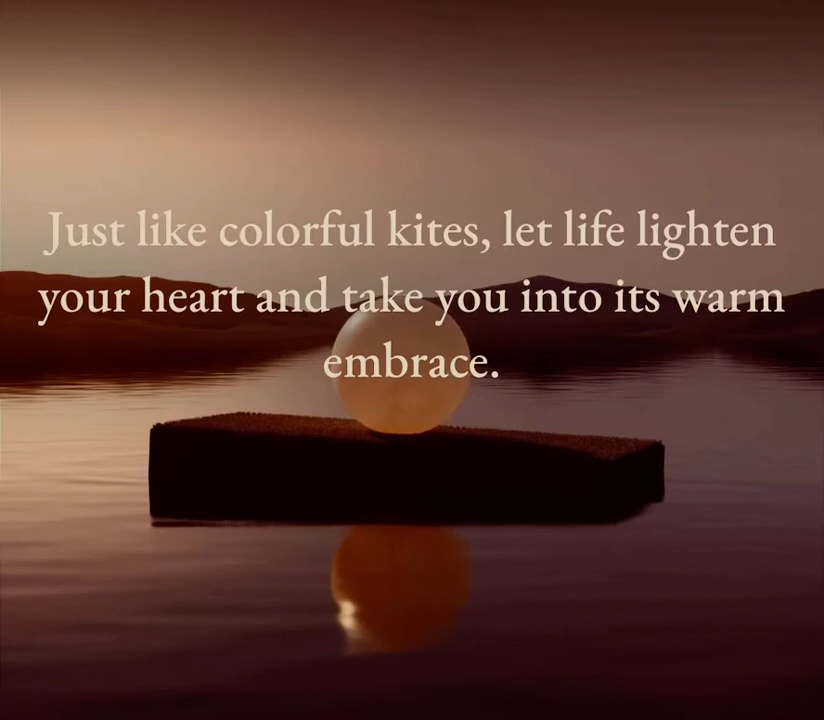 Just like colorful kites, let life lighten
your heart and take you into its warm
embrace.